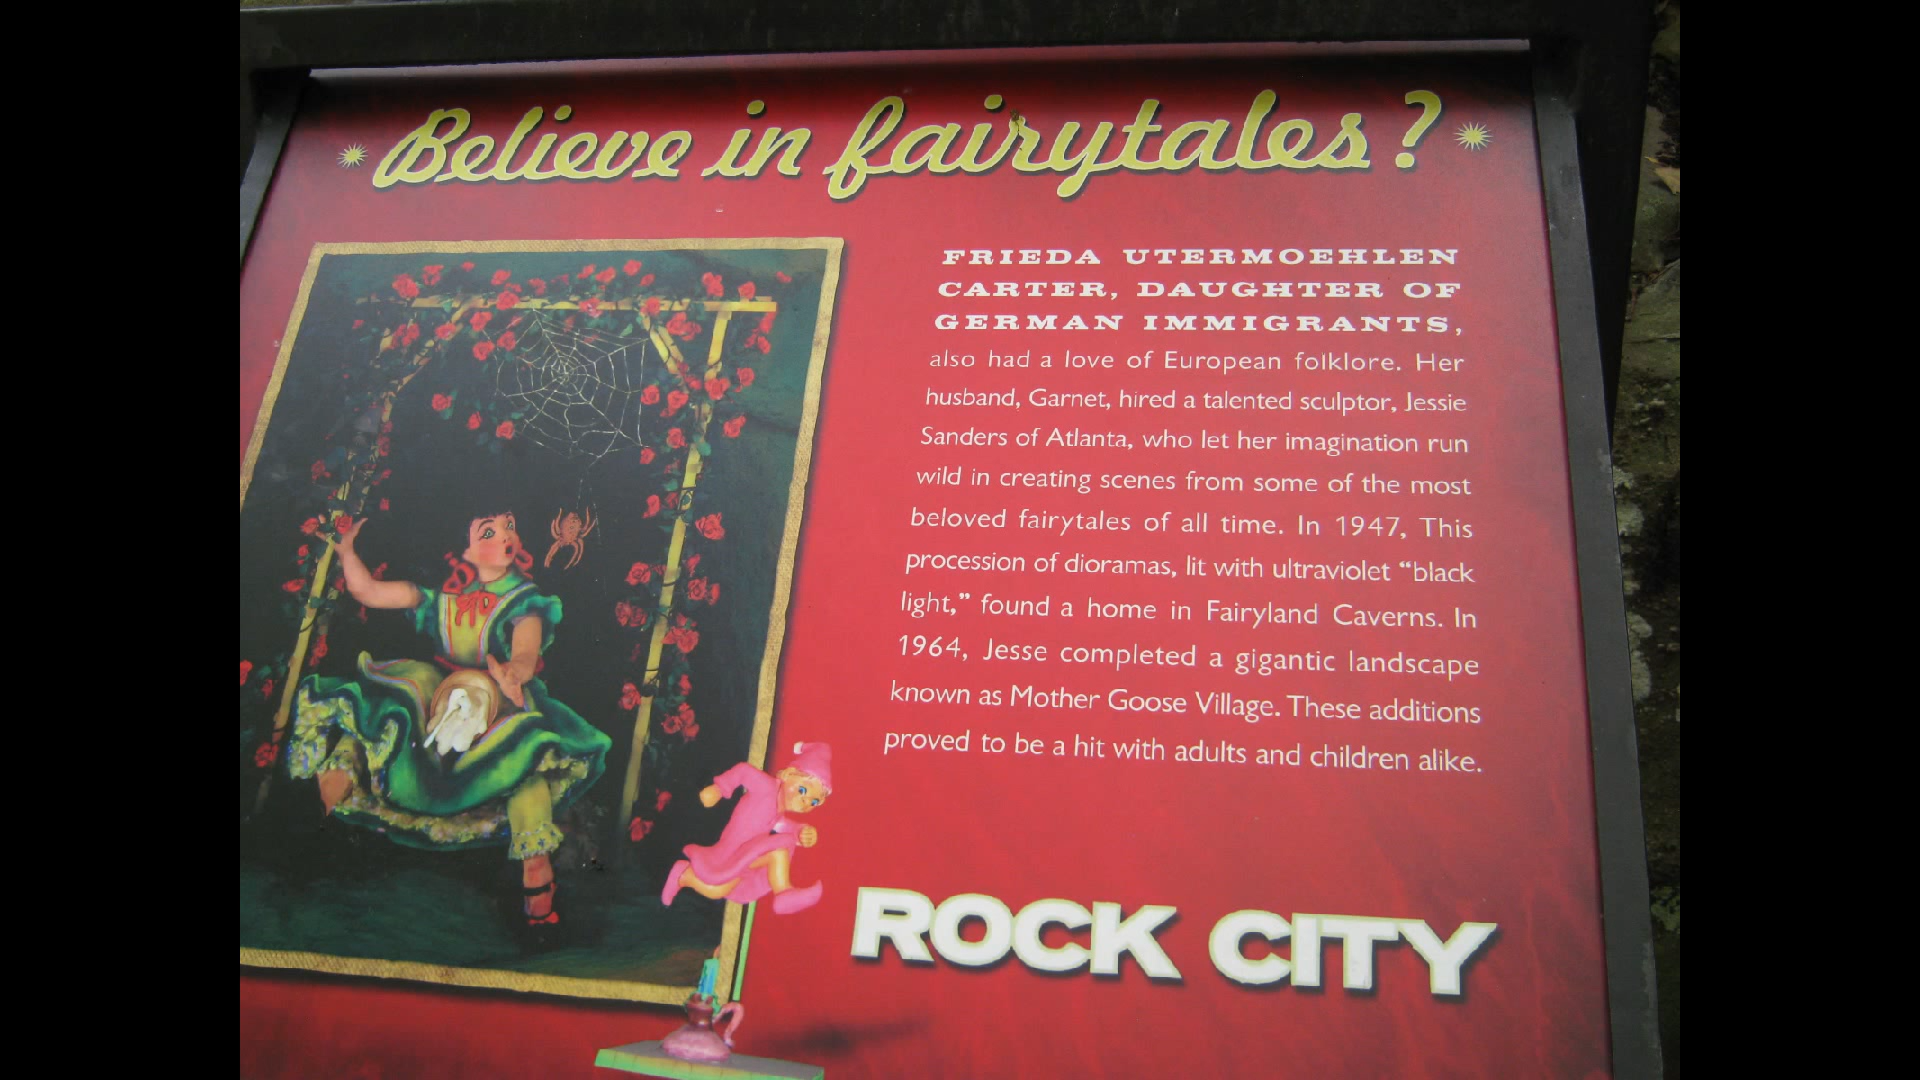 Believe in fairytales?
FRIEDA UTERMOEHLEN
CARTER, DAUGHTER OF
GERMAN IMMIGRANTS,
also had a love of European folklore. Her
husband, Garnet, hired a talented sculptor, Jessie
Sanders of Atlanta, who let her imagination run
wild in creating scenes from some of the most
beloved fairytales of all time. In 1947, This
procession of dioramas, lit with ultraviolet “black
light,” found a home in Fairyland Caverns. In
1964, Jesse completed a gigantic landscape
known as Mother Goose Village. These additions
proved to be a hit with adults and children alike.
ROCK CITY